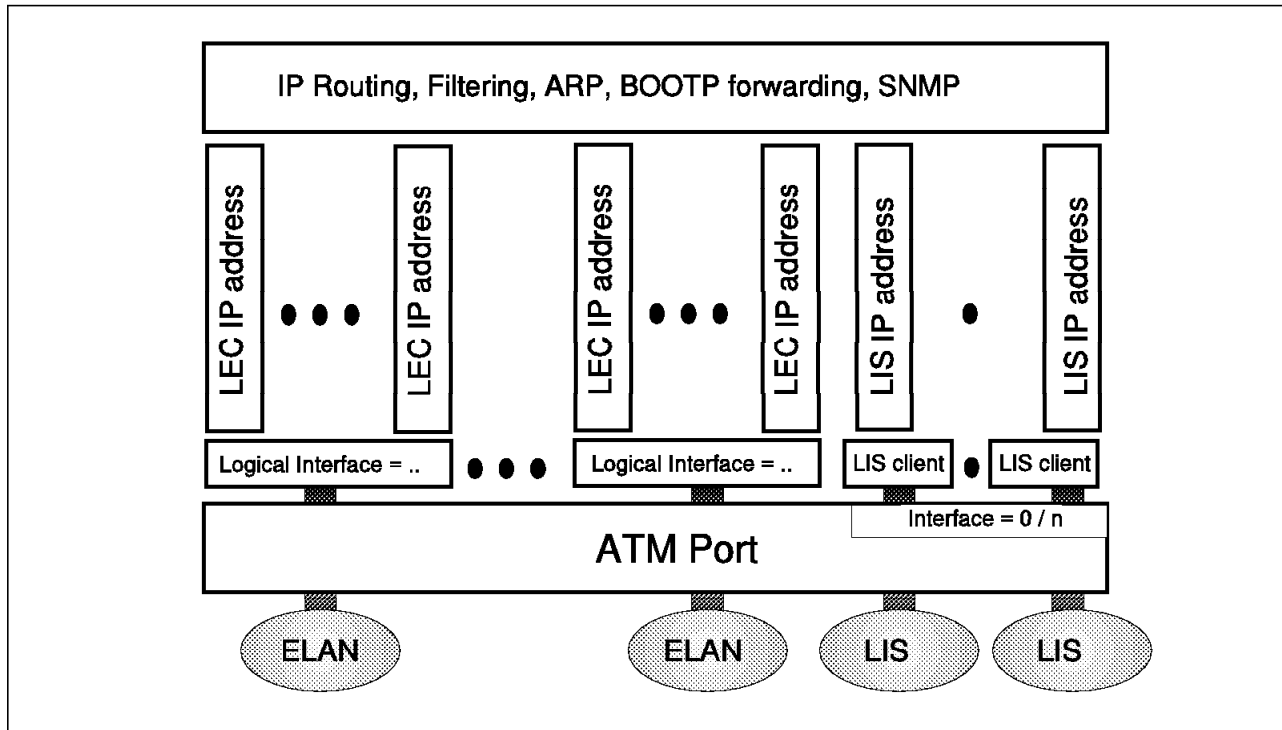 IP Routing, Filtering, ARP, BOOTP forwarding, SNMP
LEC IP address
LEC IP address
LEC IP address
LEC IP address
LIS IP address
LIS IP address
Logical Interface = ..
Logical Interface = ..
LIS client
LIS client
Interface = 0 / n
ATM Port
ELAN
ELAN
LIS
LIS